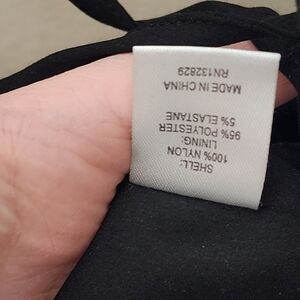 SHELL:
100% NYLON
LINING:
95% POLYESTER
5% ELASTANE
MADE IN CHINA
RN132829